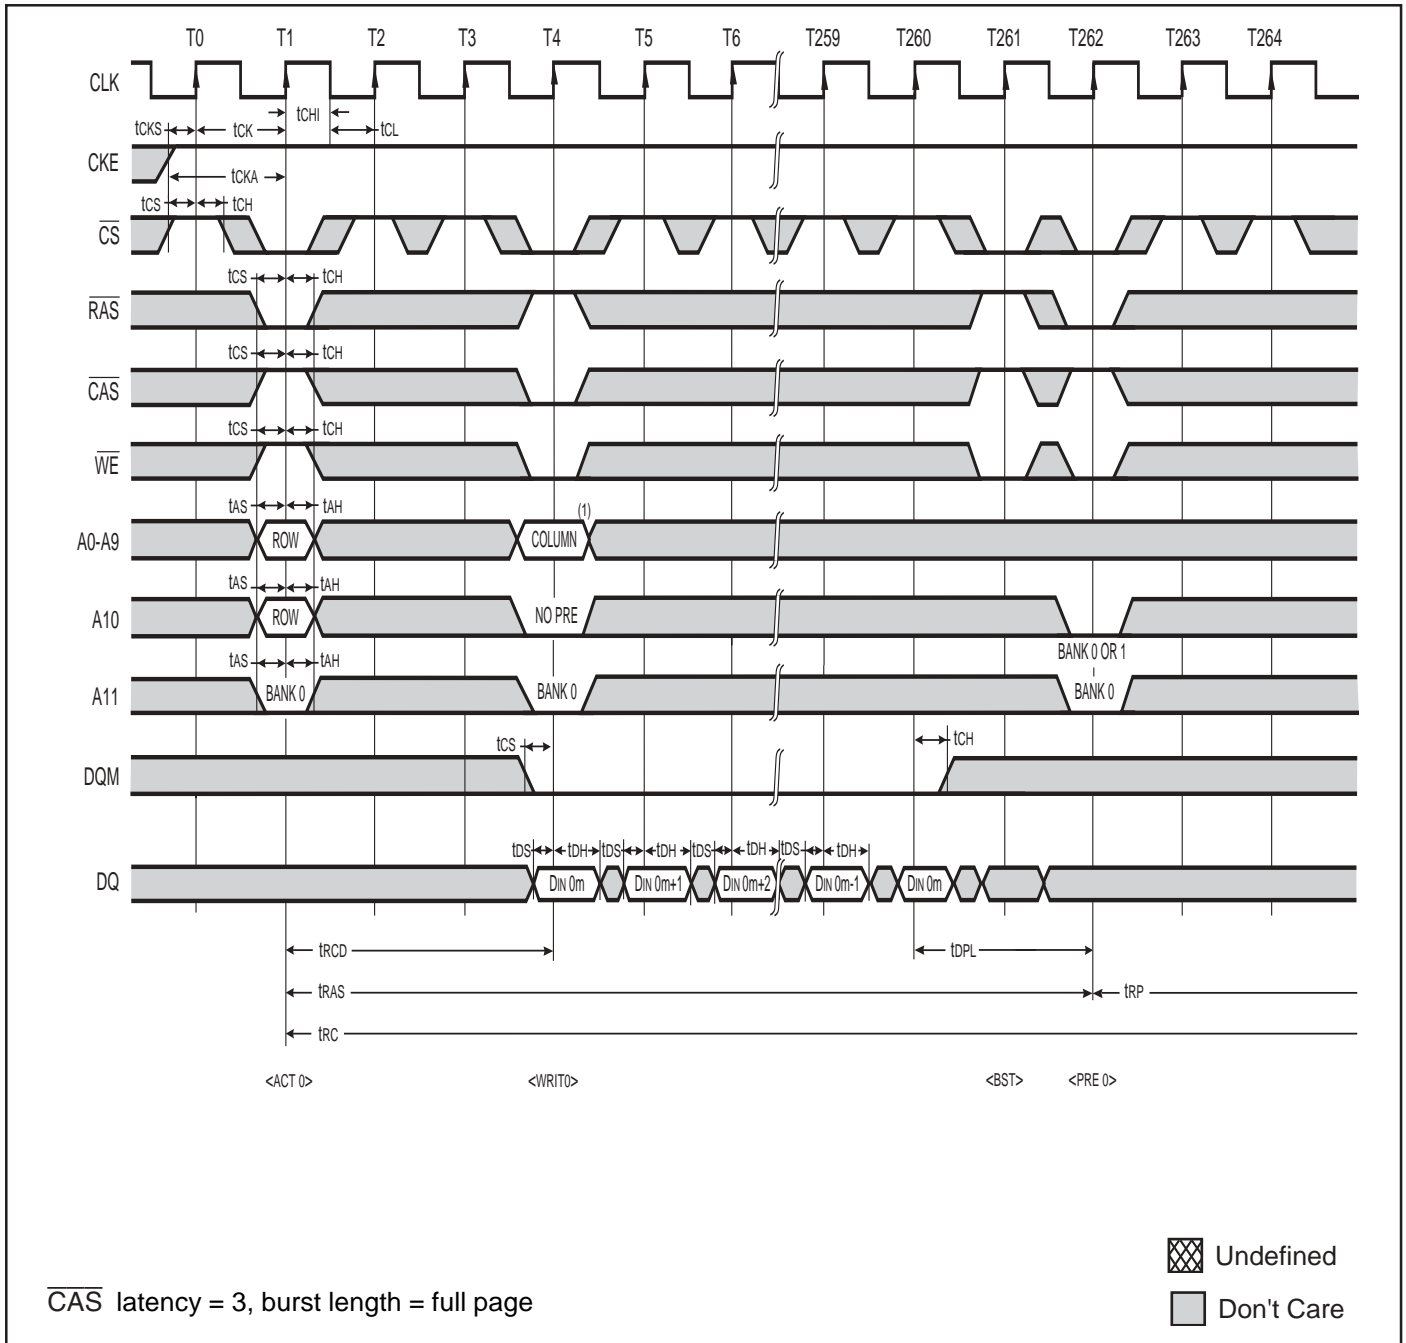 T0 T1 T2 T3 T4 T5 T6 T259 T260 T261 T262 T263 T264
CLK
tCHI
tCKS tCK tCL
CKE
tCKA
tCS tCH
CS
tCS tCH
RAS
tCS tCH
CAS
tCS tCH
WE
tAS tAH (1)
A0-A9 ROW COLUMN
tAS tAH
A10 ROW NO PRE
BANK 0 OR 1
tAS tAH
A11 BANK 0 BANK 0 BANK 0
tCS tCH
DQM
tDS tDH tDS tDH tDS tDH tDS tDH
DQ DIN 0m DIN 0m+1 DIN 0m+2 DIN 0m-1 DIN 0m
tRCD tDPL
tRAS tRP
tRC
<ACT 0> <WRIT0> <BST> <PRE 0>
Undefined
CAS latency = 3, burst length = full page
Don't Care